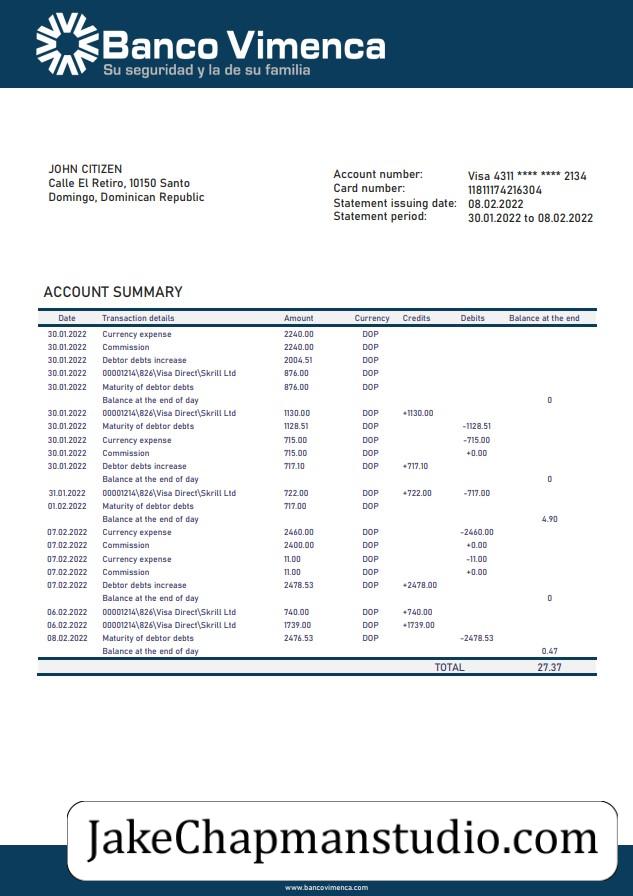 Banco Vimenca
Su seguridad y la de su familia
JOHN CITIZEN
Calle El Retiro, 10150 Santo
Domingo, Dominican Republic
Account number: Visa 4311 **** **** 2134
Card number: 11811174216304
Statement issuing date: 08.02.2022
Statement period: 30.01.2022 to 08.02.2022
ACCOUNT SUMMARY
Date Transaction details Amount Currency Credits Debits Balance at the end
30.01.2022 Currency expense 2240.00 DOP
30.01.2022 Commission 2240.00 DOP
30.01.2022 Debtor debts increase 2004.51 DOP
30.01.2022 00001214\826\Visa Direct\Skrill Ltd 876.00 DOP
30.01.2022 Maturity of debtor debts 876.00 DOP
Balance at the end of day 0
30.01.2022 00001214\826\Visa Direct\Skrill Ltd 1130.00 DOP +1130.00
30.01.2022 Maturity of debtor debts 1128.51 DOP -1128.51
30.01.2022 Currency expense 715.00 DOP -715.00
30.01.2022 Commission 715.00 DOP +0.00
30.01.2022 Debtor debts increase 717.10 DOP +717.10
Balance at the end of day 0
31.01.2022 00001214\826\Visa Direct\Skrill Ltd 722.00 DOP +722.00 -717.00
01.02.2022 Maturity of debtor debts 717.00 DOP
Balance at the end of day 4.90
07.02.2022 Currency expense 2460.00 DOP -2460.00
07.02.2022 Commission 2400.00 DOP +0.00
07.02.2022 Currency expense 11.00 DOP -11.00
07.02.2022 Commission 11.00 DOP +0.00
07.02.2022 Debtor debts increase 2478.53 DOP +2478.00
Balance at the end of day 0
06.02.2022 00001214\826\Visa Direct\Skrill Ltd 740.00 DOP +740.00
06.02.2022 00001214\826\Visa Direct\Skrill Ltd 1739.00 DOP +1739.00
08.02.2022 Maturity of debtor debts 2476.53 DOP -2478.53
Balance at the end of day 0.47
TOTAL 27.37
JakeChapmanstudio.com
www.bancovimenca.com